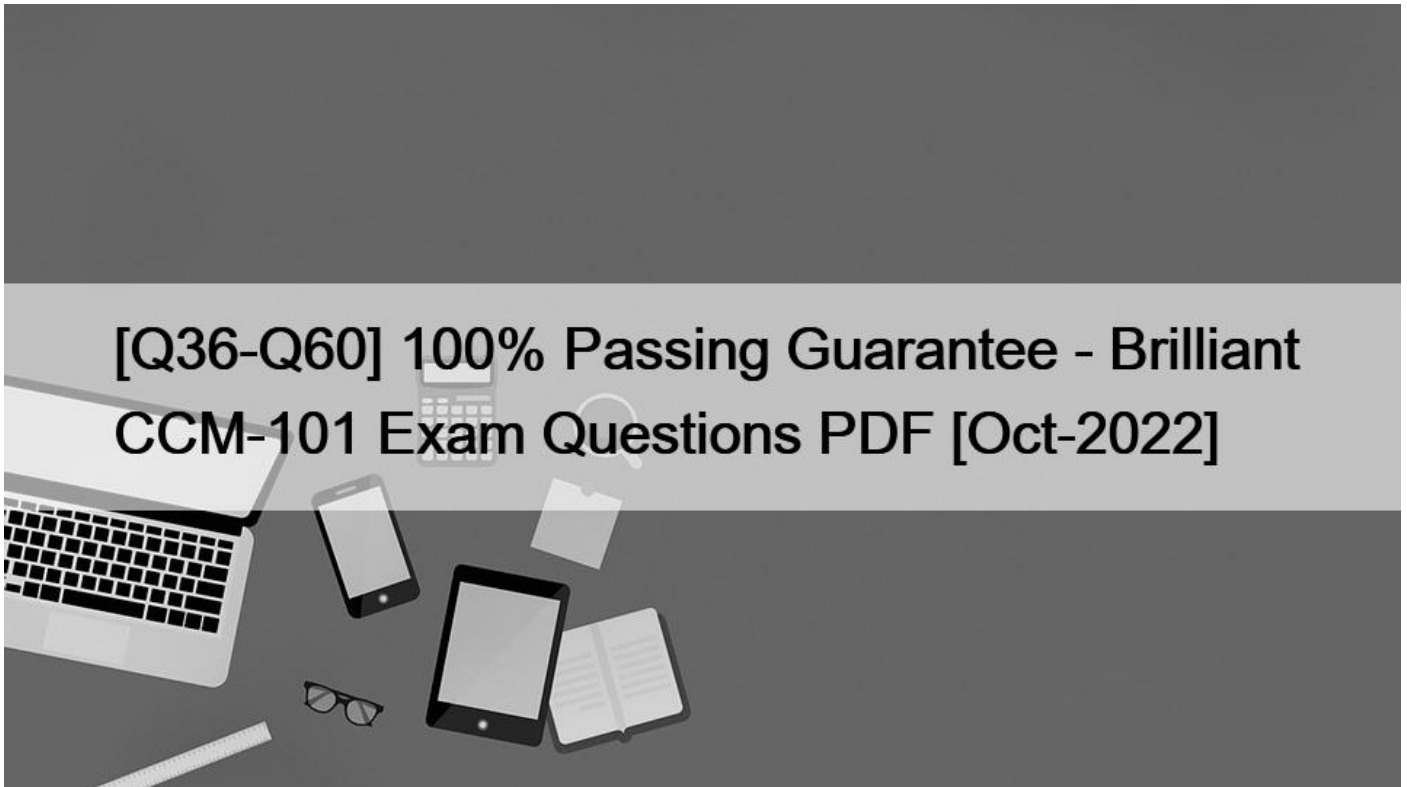 [Q36-Q60] 100% Passing Guarantee - Brilliant
CCM-101 Exam Questions PDF [Oct-2022]